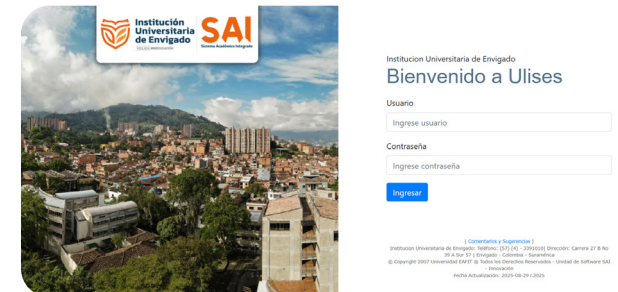 Institución
Universitaria
de Envigado
SAI
Sistema Académico Integrado
Institucion Universitaria de Envigado
Bienvenido a Ulises
Usuario
Ingrese usuario
Contraseña
Ingrese contraseña
Ingresar
[ Comentarios y Sugerencias ]
Institución Universitaria de Envigado: Teléfono: (57) (4) - 3391010| Dirección: Carrera 27 B No
39 A Sur 57 | Envigado - Colombia - Suramérica
© Copyright 2007 Universidad EAFIT @ Todos los Derechos Reservados - Unidad de Software SAI
- Innovación
Fecha Actualización: 2025-08-29 r:2025